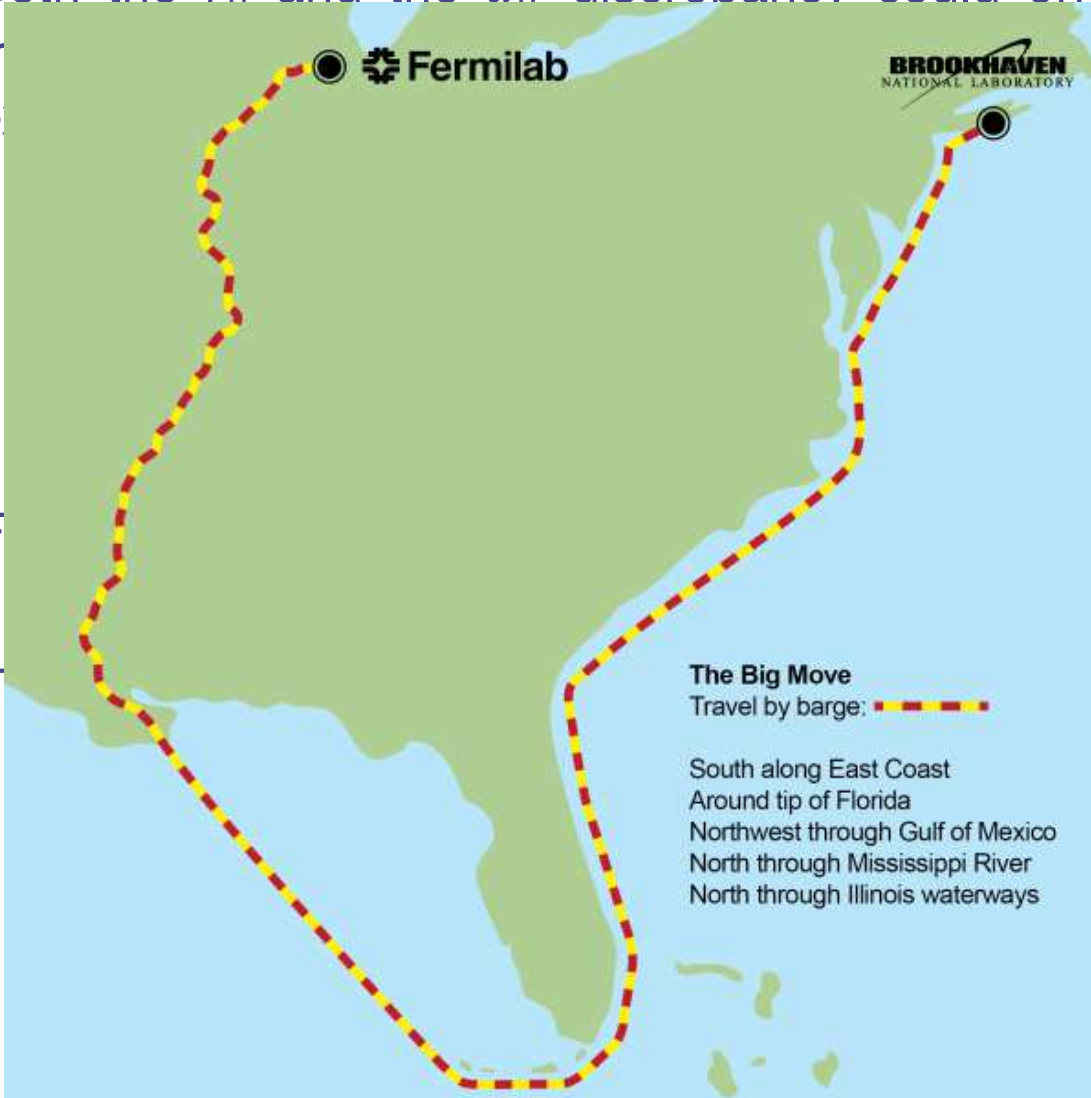 Fermilab
BROOKHAVEN
NATIONAL LABORATORY
The Big Move
Travel by barge:
South along East Coast
Around tip of Florida
Northwest through Gulf of Mexico
North through Mississippi River
North through Illinois waterways